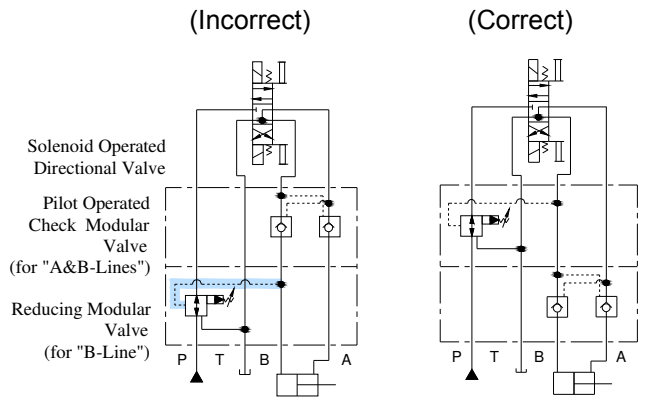 (Incorrect)
(Correct)
Solenoid Operated
Directional Valve
Pilot Operated
Check Modular
Valve
(for "A&B-Lines")
Reducing Modular
Valve
(for "B-Line")
P T B A
P T B A